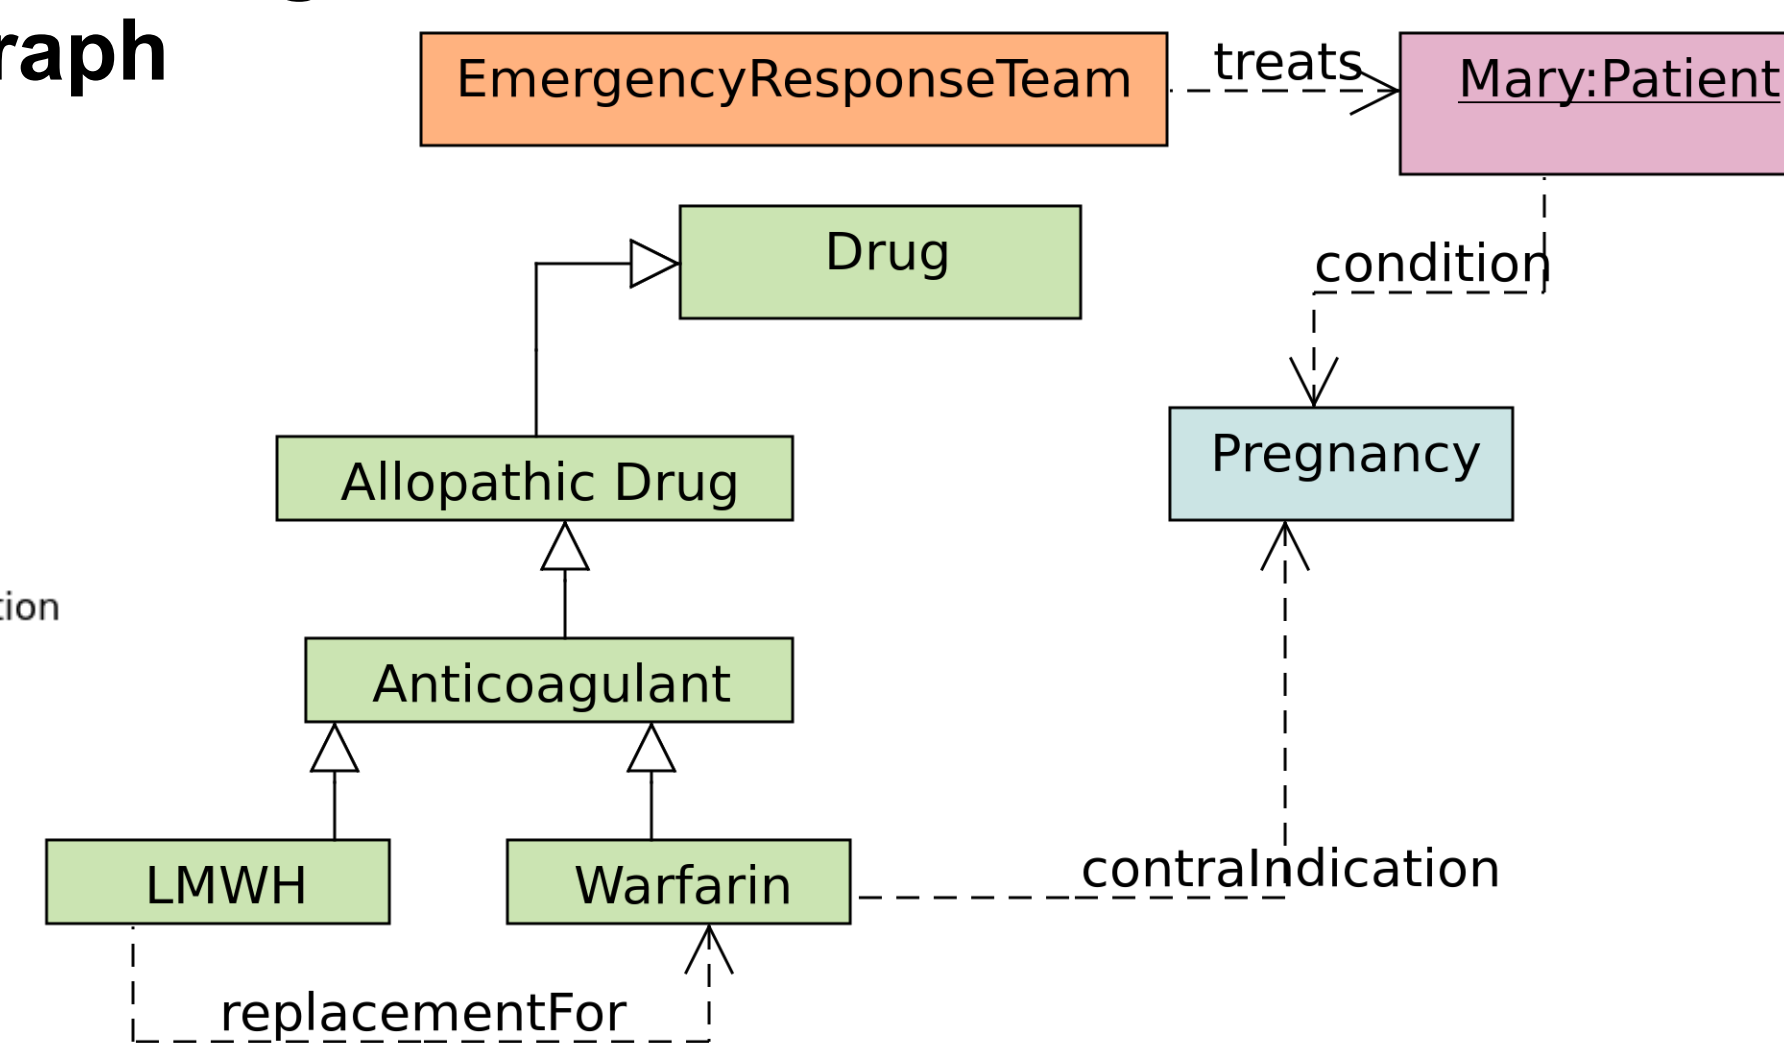 raph
EmergencyResponseTeam
treats
Mary:Patient
Drug
condition
Allopathic Drug
Pregnancy
tion
Anticoagulant
LMWH
Warfarin
contraIndication
replacementFor